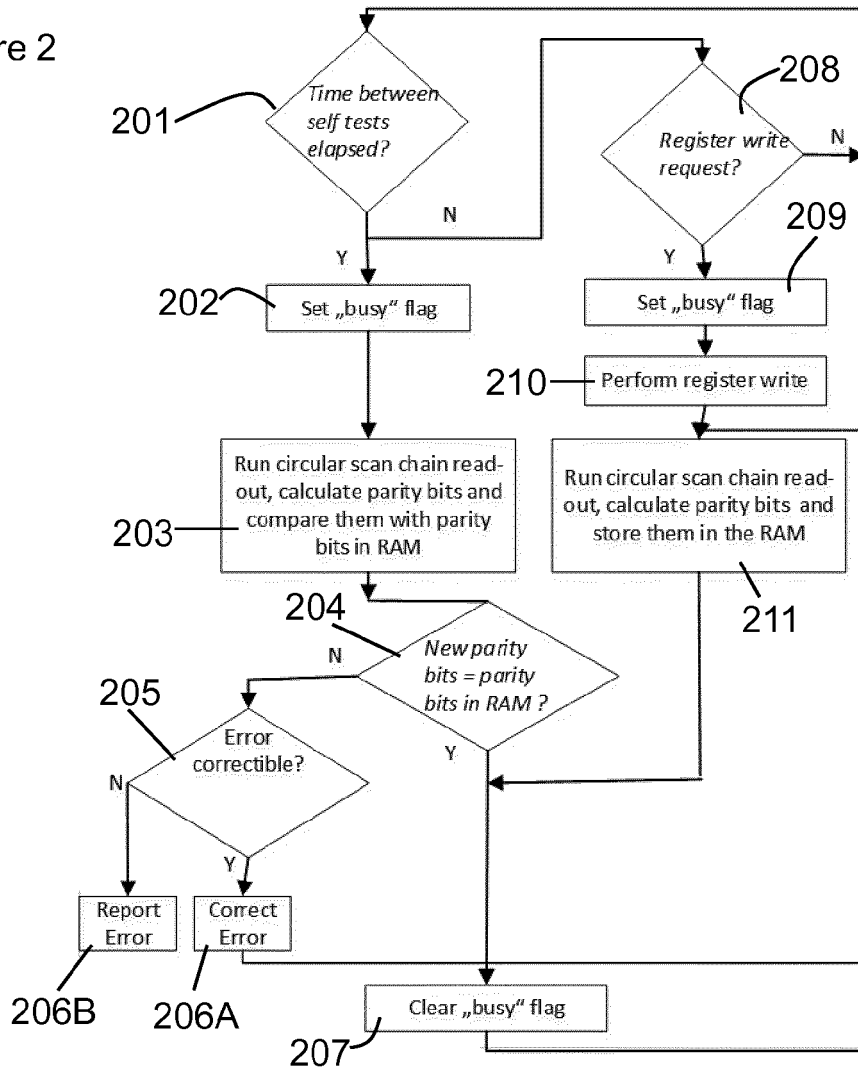 re 2
201
Time between
self tests
elapsed?
208
Register write
request?
N
N
Y
209
Y
202
Set „busy“ flag
Set „busy“ flag
210
Perform register write
Run circular scan chain read-
out, calculate parity bits and
compare them with parity
bits in RAM
203
Run circular scan chain read-
out, calculate parity bits and
store them in the RAM
211
204
New parity
bits = parity
bits in RAM ?
N
Y
205
Error
correctible?
N
Y
Report
Error
Correct
Error
206B
206A
Clear „busy“ flag
207